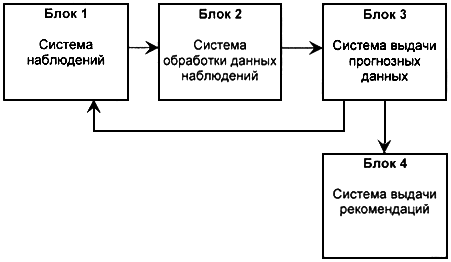 Блок 1
Система
наблюдений
Блок 2
Система
обработки данных
наблюдений
Блок 3
Система выдачи
прогнозных
данных
Блок 4
Система выдачи
рекомендаций